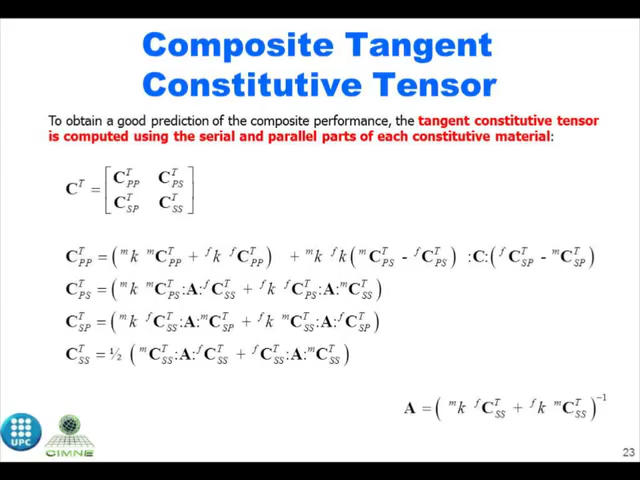 Composite Tangent
Constitutive Tensor
To obtain a good prediction of the composite performance, the tangent constitutive tensor
is computed using the serial and parallel parts of each constitutive material:
C^T = [ C^T_PP C^T_PS
C^T_SP C^T_SS ]
C^T_PP = ( ^m k ^m C^T_PP + ^f k ^f C^T_PP ) + ^m k ^f k ( ^m C^T_PS - ^f C^T_PS ) :C: ( ^f C^T_SP - ^m C^T_SP )
C^T_PS = ( ^m k ^m C^T_PS :A: ^f C^T_SS + ^f k ^f C^T_PS :A: ^m C^T_SS )
C^T_SP = ( ^m k ^f C^T_SS :A: ^m C^T_SP + ^f k ^m C^T_SS :A: ^f C^T_SP )
C^T_SS = ½ ( ^m C^T_SS :A: ^f C^T_SS + ^f C^T_SS :A: ^m C^T_SS )
A = ( ^m k ^f C^T_SS + ^f k ^m C^T_SS )^−1
UPC
CIMNE
23